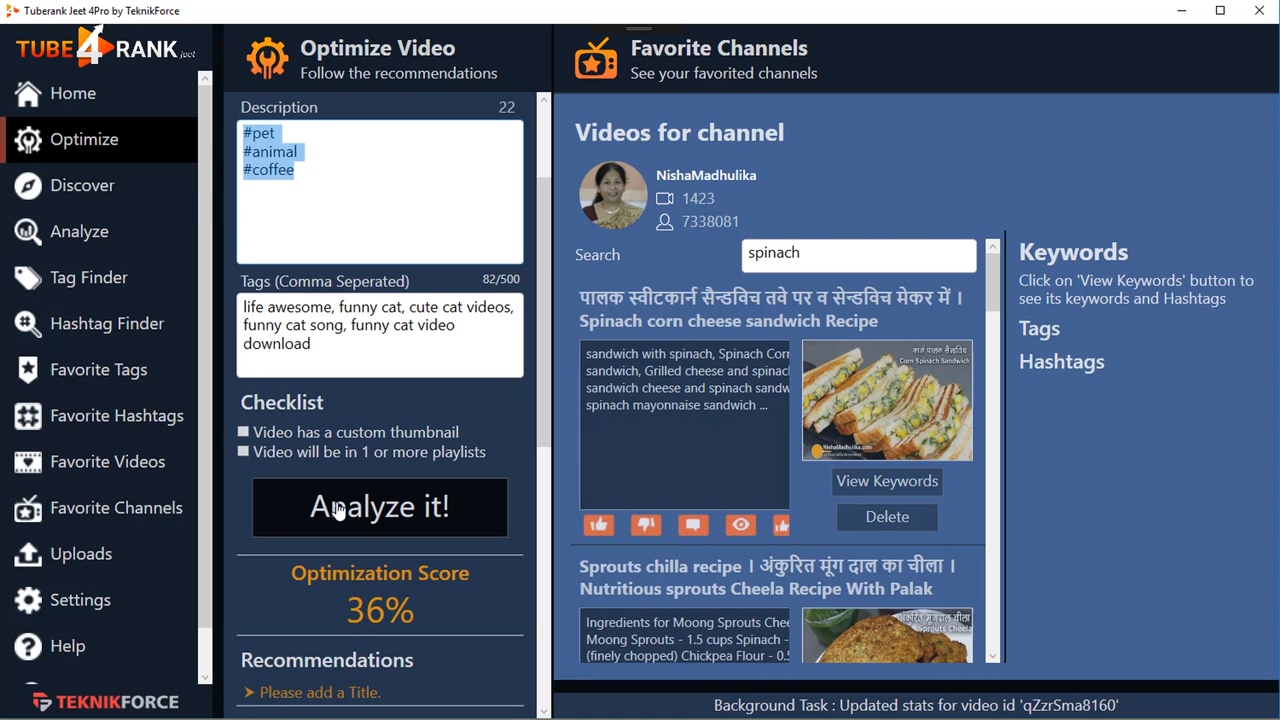 Tuberank Jeet 4Pro by TeknikForce
TUBE 4 RANK jeet
Home
Optimize
Discover
Analyze
Tag Finder
Hashtag Finder
Favorite Tags
Favorite Hashtags
Favorite Videos
Favorite Channels
Uploads
Settings
Help
TEKNIKFORCE
Optimize Video
Follow the recommendations
Description 22
#pet
#animal
#coffee
Tags (Comma Seperated) 82/500
life awesome, funny cat, cute cat videos,
funny cat song, funny cat video
download
Checklist
Video has a custom thumbnail
Video will be in 1 or more playlists
Analyze it!
Optimization Score
36%
Recommendations
Please add a Title.
Favorite Channels
See your favorited channels
Videos for channel
NishaMadhulika
1423
7338081
Search spinach
पालक स्वीटकार्न सैन्डविच तवे पर व सेन्डविच मेकर में ।
Spinach corn cheese sandwich Recipe
sandwich with spinach, Spinach Corn
sandwich, Grilled cheese and spinach
sandwich cheese and spinach sandw
spinach mayonnaise sandwich ...
कार्न पालक सैन्डविच
Corn Spinach Sandwich
NishaMadhulika.com
View Keywords
Delete
Sprouts chilla recipe । अंकुरित मूंग दाल का चीला ।
Nutritious sprouts Cheela Recipe With Palak
Ingredients for Moong Sprouts Chee
Moong Sprouts - 1.5 cups Spinach -
(finely chopped) Chickpea Flour - 0.5
अंकुरित मूंग चीला
Sprouts Cheela
Keywords
Click on 'View Keywords' button to
see its keywords and Hashtags
Tags
Hashtags
Background Task : Updated stats for video id 'qZzrSma8160'